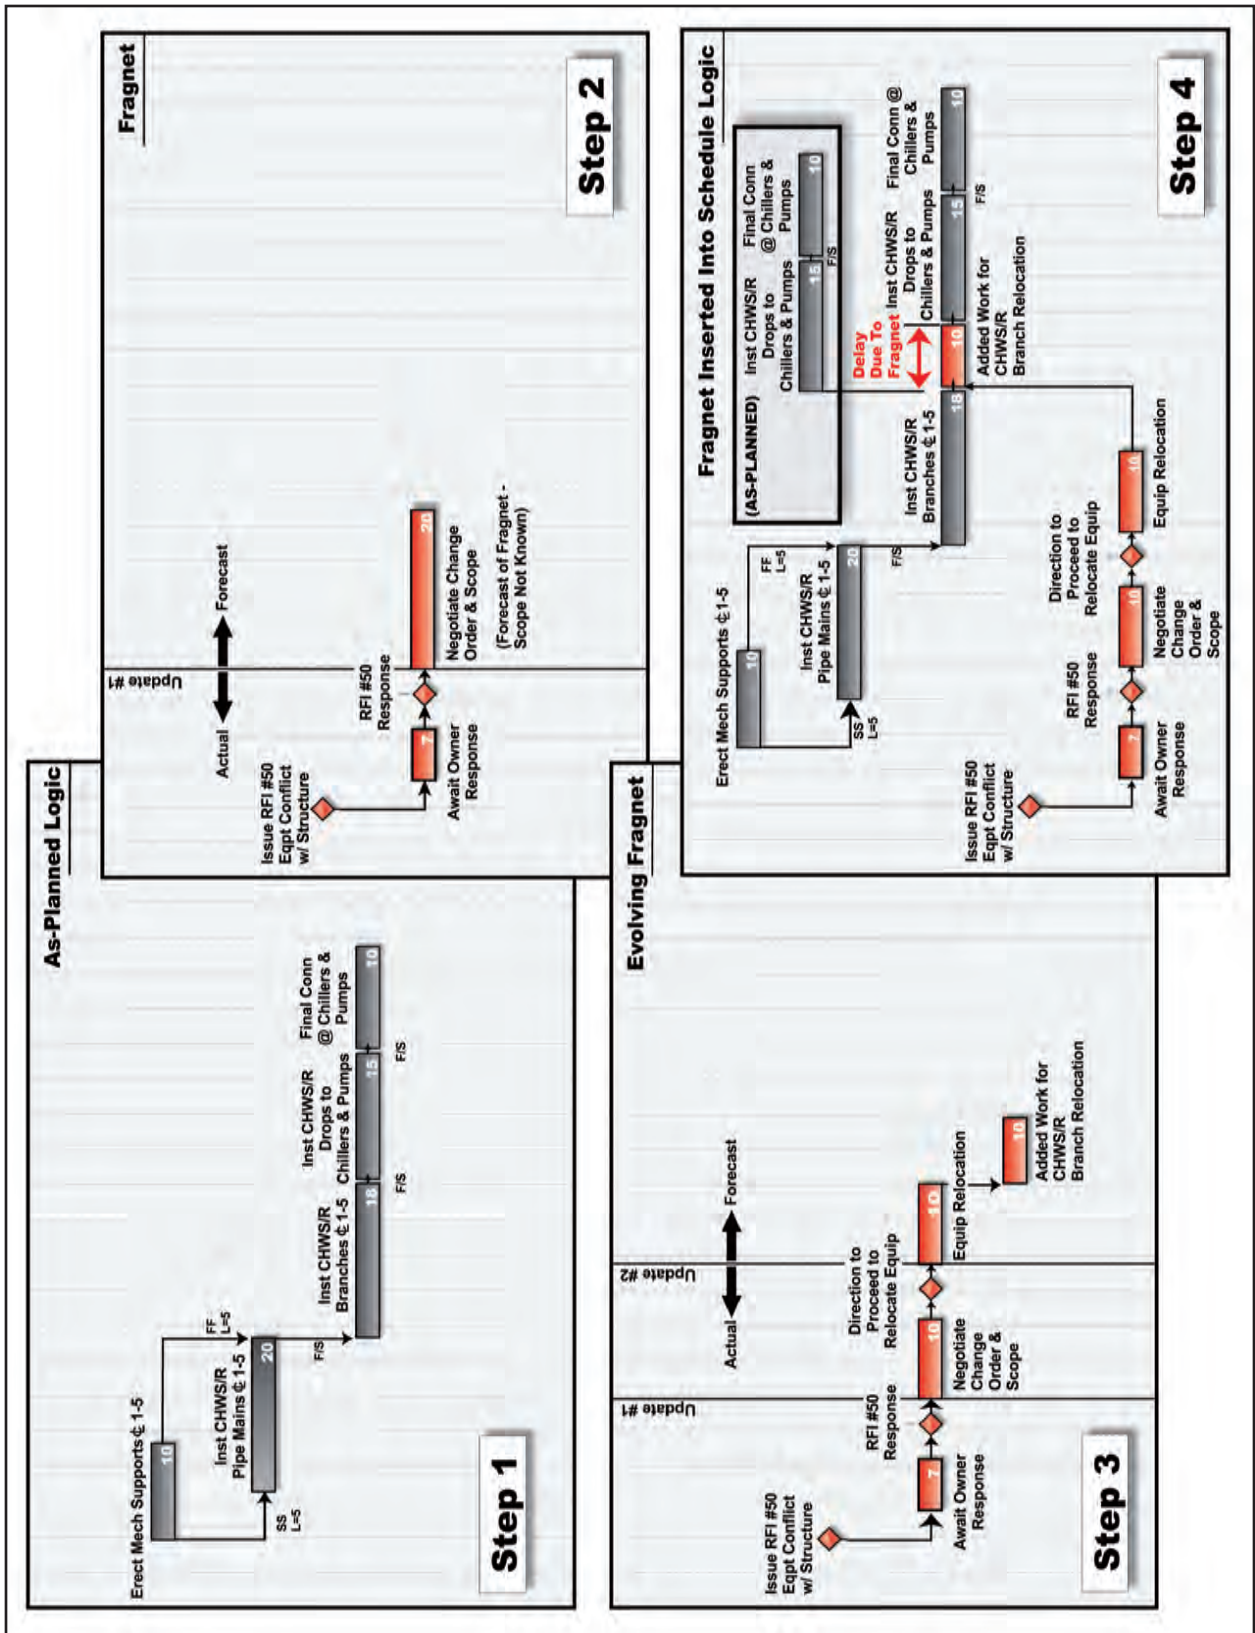 As-Planned Logic
Erect Mech Supports ℄ 1-5
10
SS
L=5
FF
L=5
Inst CHWS/R
Pipe Mains ℄ 1-5
20
F/S
Inst CHWS/R
Branches ℄ 1-5
18
F/S
Inst CHWS/R
Drops to
Chillers & Pumps
15
F/S
Final Conn
@ Chillers &
Pumps
10
Step 1
Fragnet
Update #1
Actual
Forecast
Issue RFI #50
Eqpt Conflict
w/ Structure
7
Await Owner
Response
RFI #50
Response
20
Negotiate Change
Order & Scope
(Forecast of Fragnet -
Scope Not Known)
Step 2
Evolving Fragnet
Update #1
Update #2
Actual
Forecast
Issue RFI #50
Eqpt Conflict
w/ Structure
7
Await Owner
Response
RFI #50
Response
10
Negotiate
Change
Order &
Scope
Direction to
Proceed to
Relocate Equip
10
Equip Relocation
10
Added Work for
CHWS/R
Branch Relocation
Step 3
Fragnet Inserted Into Schedule Logic
(AS-PLANNED)
Inst CHWS/R
Drops to
Chillers & Pumps
15
F/S
Final Conn
@ Chillers &
Pumps
10
Erect Mech Supports ℄ 1-5
10
SS
L=5
FF
L=5
Inst CHWS/R
Pipe Mains ℄ 1-5
20
F/S
Inst CHWS/R
Branches ℄ 1-5
18
Delay
Due To
Fragnet
10
Added Work for
CHWS/R
Branch Relocation
Inst CHWS/R
Drops to
Chillers & Pumps
15
F/S
Final Conn @
Chillers &
Pumps
10
Issue RFI #50
Eqpt Conflict
w/ Structure
7
Await Owner
Response
RFI #50
Response
10
Negotiate
Change
Order &
Scope
Direction to
Proceed to
Relocate Equip
10
Equip Relocation
Step 4